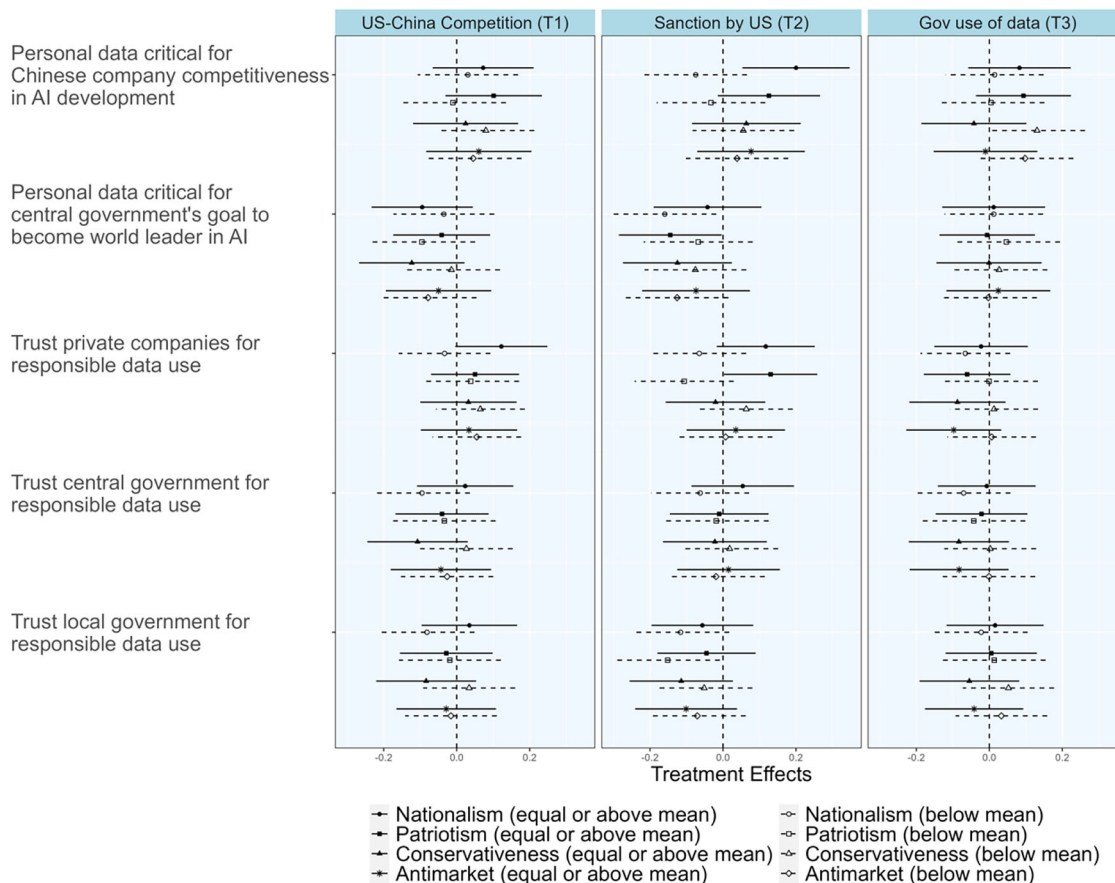 US-China Competition (T1)
Sanction by US (T2)
Gov use of data (T3)
Personal data critical for
Chinese company competitiveness
in AI development
Personal data critical for
central government's goal to
become world leader in AI
Trust private companies for
responsible data use
Trust central government for
responsible data use
Trust local government for
responsible data use
-0.2 0.0 0.2
-0.2 0.0 0.2
-0.2 0.0 0.2
Treatment Effects
Nationalism (equal or above mean)
Patriotism (equal or above mean)
Conservativeness (equal or above mean)
Antimarket (equal or above mean)
Nationalism (below mean)
Patriotism (below mean)
Conservativeness (below mean)
Antimarket (below mean)